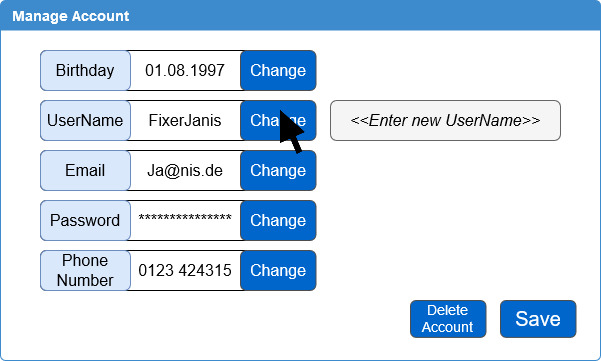 Manage Account
Birthday 01.08.1997 Change
UserName FixerJanis Change <<Enter new UserName>>
Email Ja@nis.de Change
Password *************** Change
Phone
Number 0123 424315 Change
Delete
Account
Save